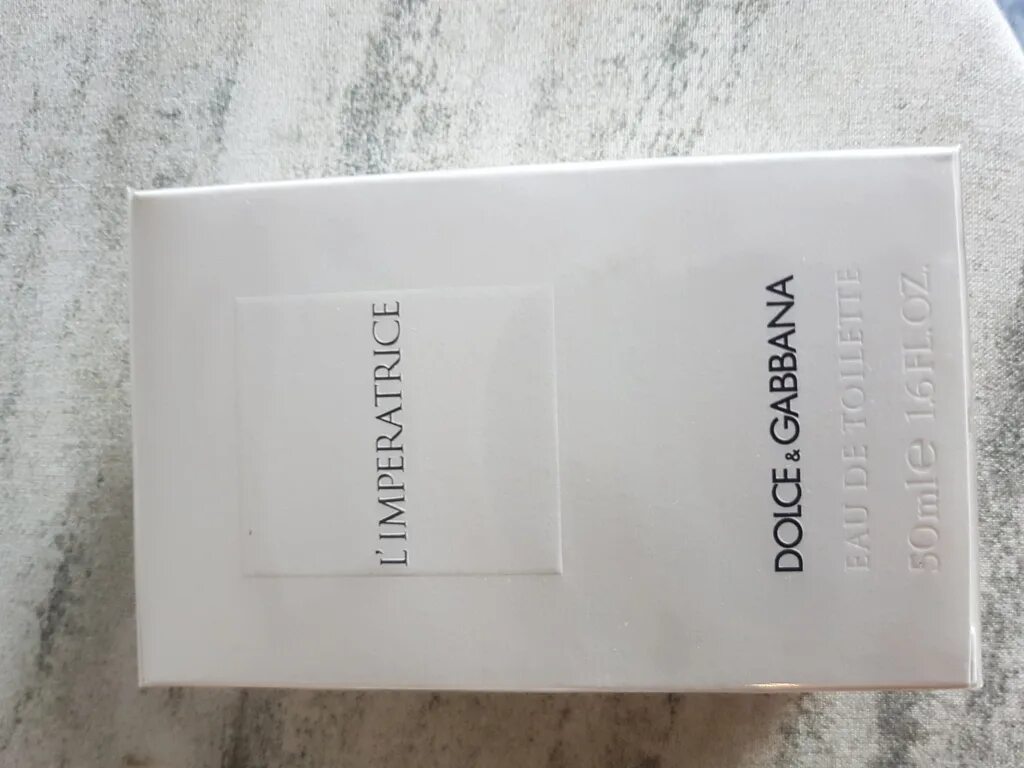 L'IMPERATRICE
DOLCE & GABBANA
EAU DE TOILETTE
50ml e 1.6 FL.OZ.